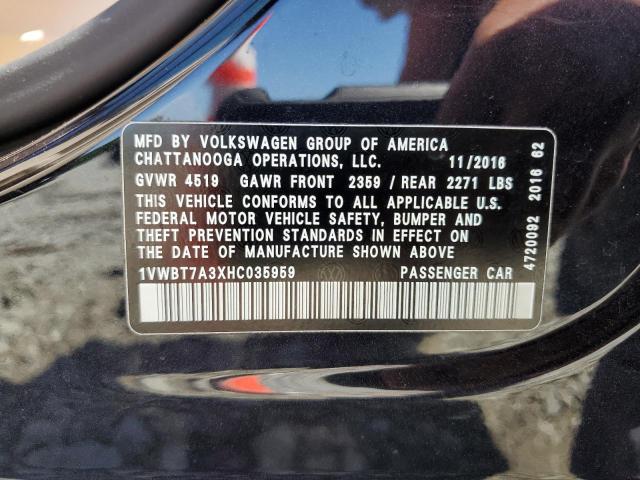 MFD BY VOLKSWAGEN GROUP OF AMERICA
CHATTANOOGA OPERATIONS, LLC. 11/2016
GVWR 4519 GAWR FRONT 2359 / REAR 2271 LBS
THIS VEHICLE CONFORMS TO ALL APPLICABLE U.S.
FEDERAL MOTOR VEHICLE SAFETY, BUMPER AND
THEFT PREVENTION STANDARDS IN EFFECT ON
THE DATE OF MANUFACTURE SHOWN ABOVE
1VWBT7A3XHC035959 PASSENGER CAR
4720092 2016 62